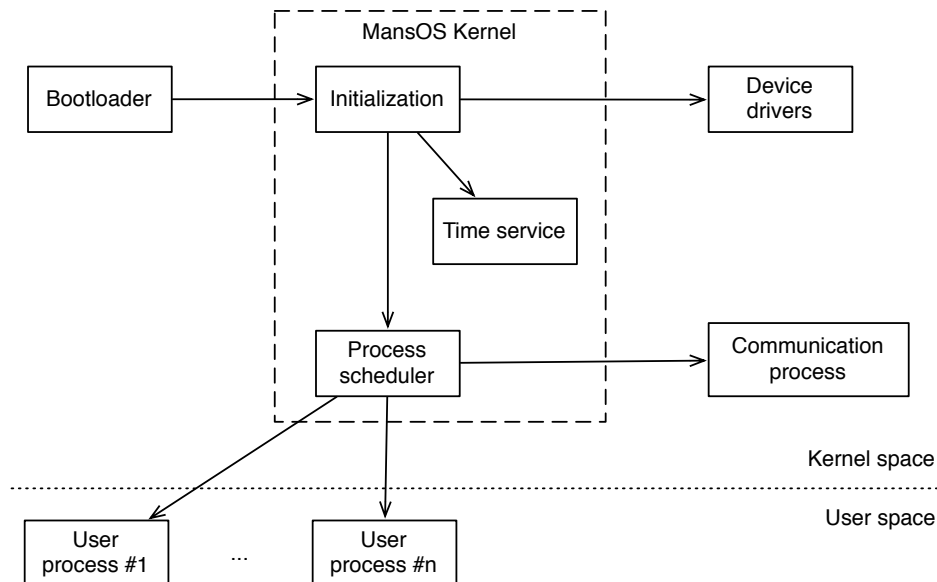 MansOS Kernel
Bootloader
Initialization
Device
drivers
Time service
Process
scheduler
Communication
process
Kernel space
User space
User
process #1
...
User
process #n